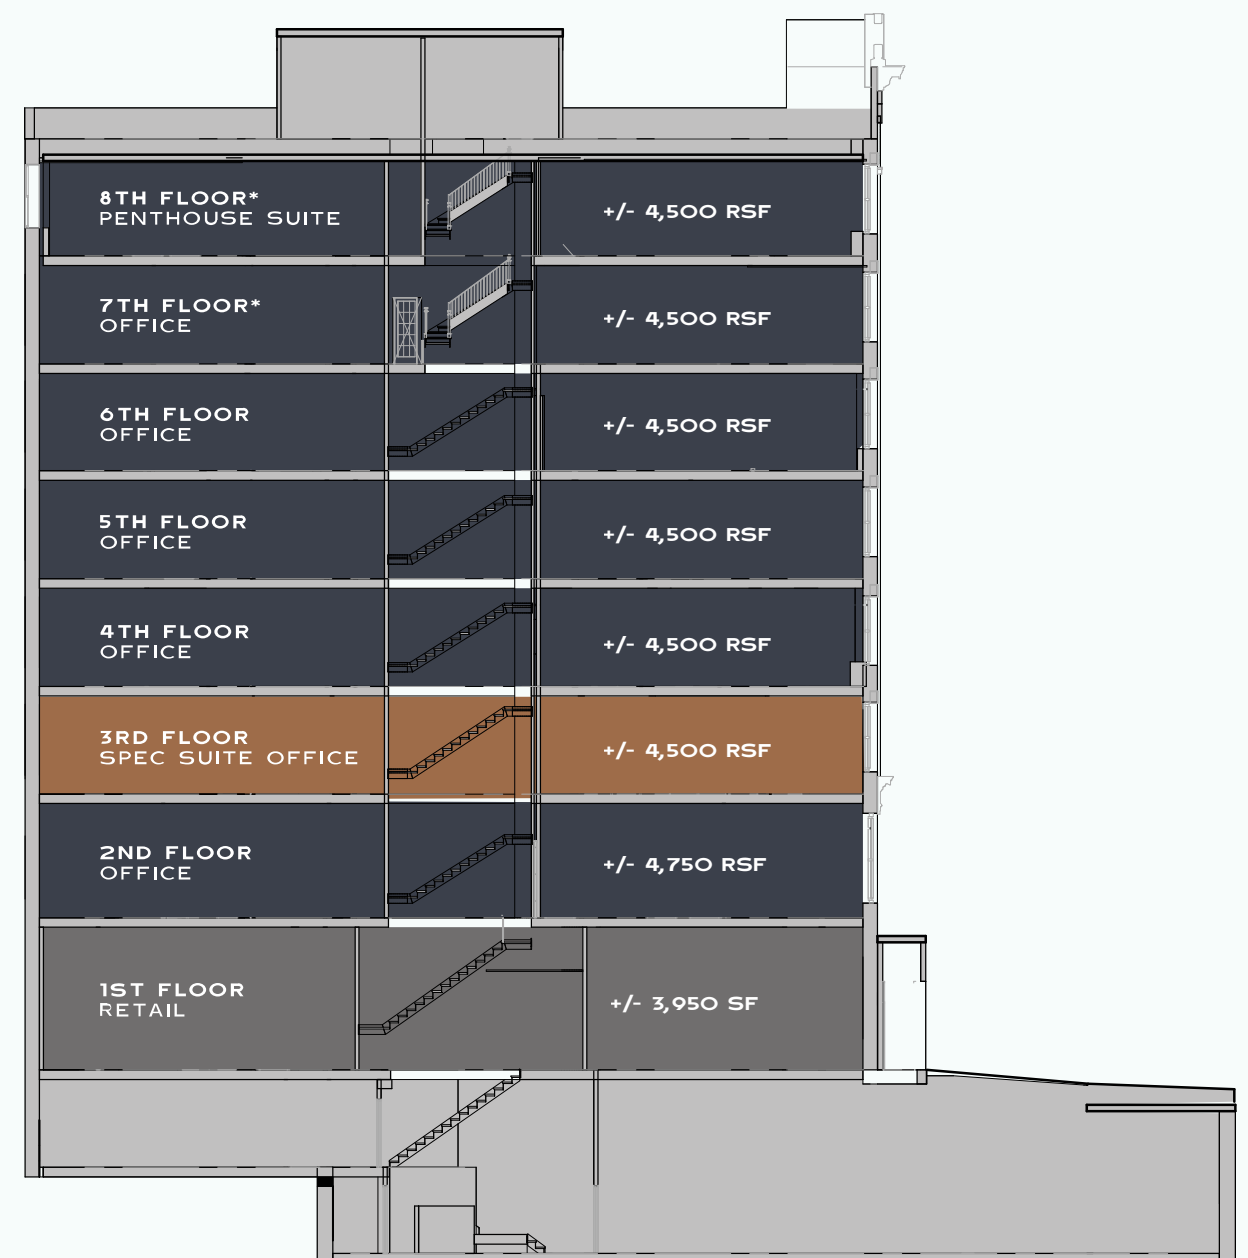 8TH FLOOR*
PENTHOUSE SUITE
+/- 4,500 RSF
7TH FLOOR*
OFFICE
+/- 4,500 RSF
6TH FLOOR
OFFICE
+/- 4,500 RSF
5TH FLOOR
OFFICE
+/- 4,500 RSF
4TH FLOOR
OFFICE
+/- 4,500 RSF
3RD FLOOR
SPEC SUITE OFFICE
+/- 4,500 RSF
2ND FLOOR
OFFICE
+/- 4,750 RSF
1ST FLOOR
RETAIL
+/- 3,950 SF